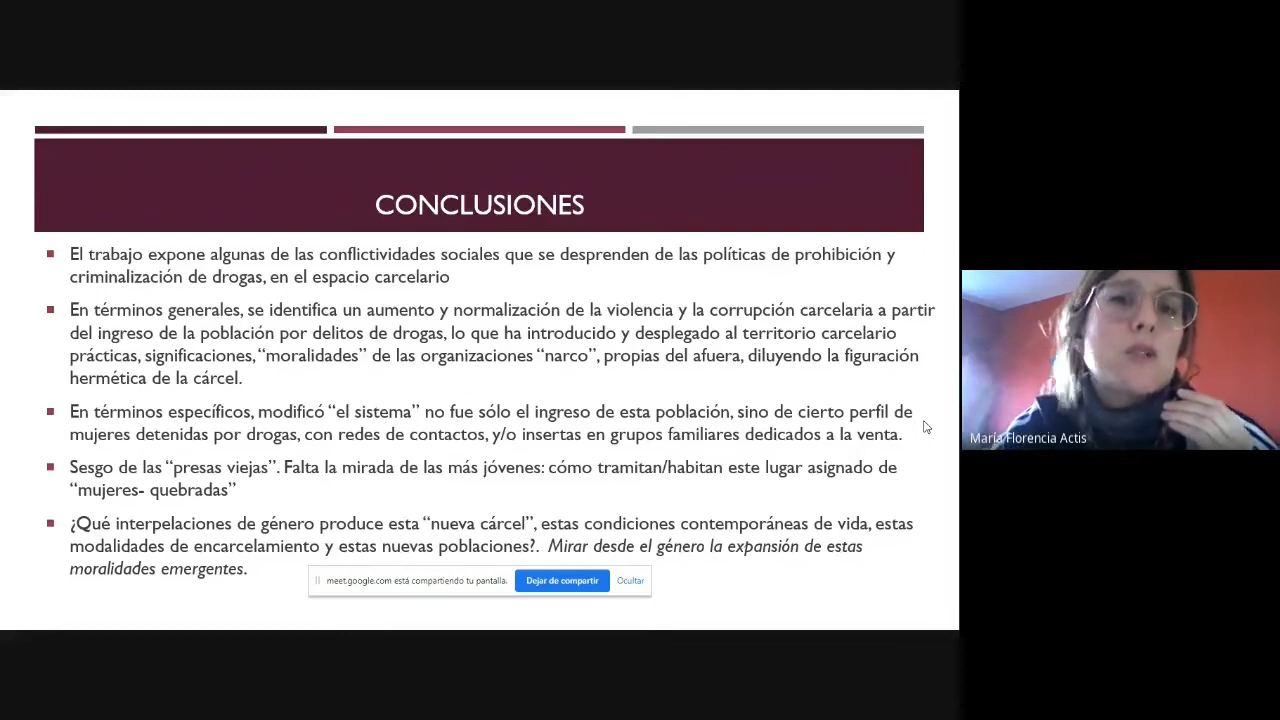 CONCLUSIONES
El trabajo expone algunas de las conflictividades sociales que se desprenden de las políticas de prohibición y
criminalización de drogas, en el espacio carcelario
En términos generales, se identifica un aumento y normalización de la violencia y la corrupción carcelaria a partir
del ingreso de la población por delitos de drogas, lo que ha introducido y desplegado al territorio carcelario
prácticas, significaciones, “moralidades” de las organizaciones “narco”, propias del afuera, diluyendo la figuración
hermética de la cárcel.
En términos específicos, modificó “el sistema” no fue sólo el ingreso de esta población, sino de cierto perfil de
mujeres detenidas por drogas, con redes de contactos, y/o insertas en grupos familiares dedicados a la venta.
Sesgo de las “presas viejas”. Falta la mirada de las más jóvenes: cómo tramitan/habitan este lugar asignado de
“mujeres- quebradas”
¿Qué interpelaciones de género produce esta “nueva cárcel”, estas condiciones contemporáneas de vida, estas
modalidades de encarcelamiento y estas nuevas poblaciones?. Mirar desde el género la expansión de estas
moralidades emergentes.
meet.google.com está compartiendo tu pantalla. Dejar de compartir Ocultar
María Florencia Actis